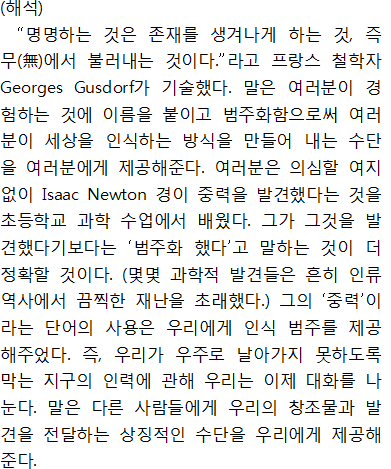 (해석)
“명명하는 것은 존재를 생겨나게 하는 것, 즉
무(無)에서 불러내는 것이다.”라고 프랑스 철학자
Georges Gusdorf가 기술했다. 말은 여러분이 경
험하는 것에 이름을 붙이고 범주화함으로써 여러
분이 세상을 인식하는 방식을 만들어 내는 수단
을 여러분에게 제공해준다. 여러분은 의심할 여지
없이 Isaac Newton 경이 중력을 발견했다는 것을
초등학교 과학 수업에서 배웠다. 그가 그것을 발
견했다기보다는 ‘범주화 했다’고 말하는 것이 더
정확할 것이다. (몇몇 과학적 발견들은 흔히 인류
역사에서 끔찍한 재난을 초래했다.) 그의 ‘중력’이
라는 단어의 사용은 우리에게 인식 범주를 제공
해주었다. 즉, 우리가 우주로 날아가지 못하도록
막는 지구의 인력에 관해 우리는 이제 대화를 나
눈다. 말은 다른 사람들에게 우리의 창조물과 발
견을 전달하는 상징적인 수단을 우리에게 제공해
준다.